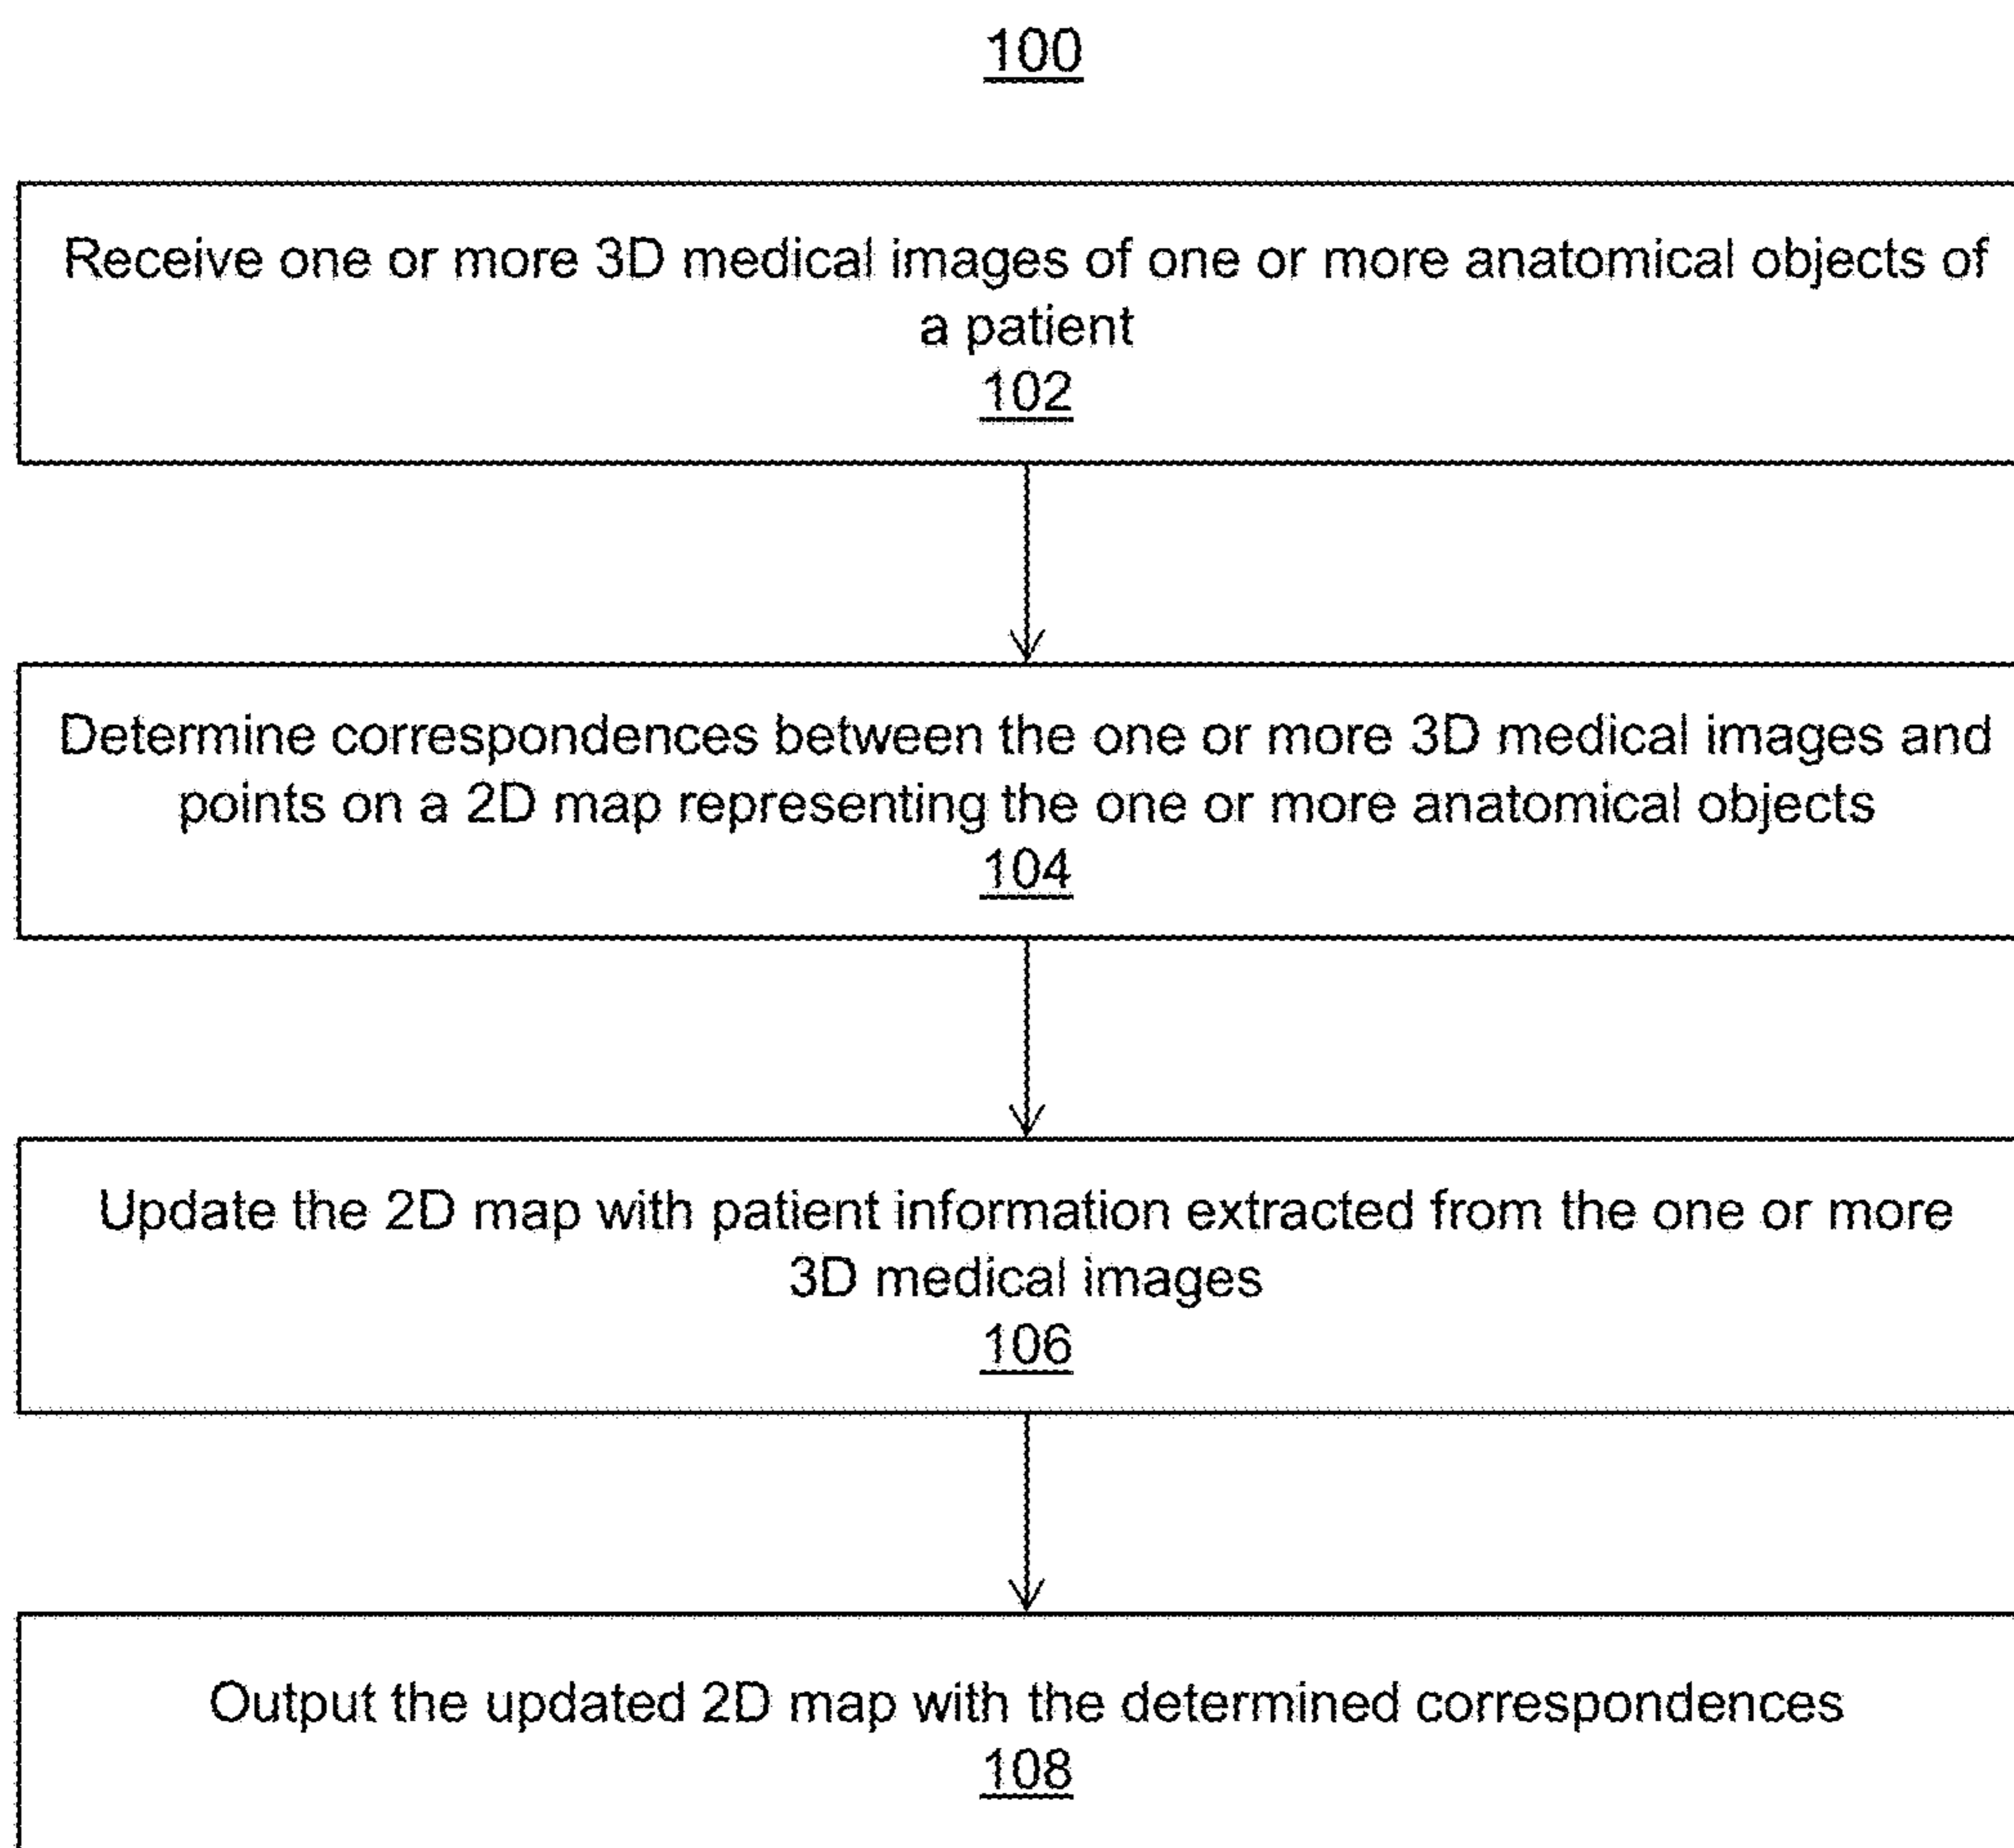 100
Receive one or more 3D medical images of one or more anatomical objects of
a patient
102
Determine correspondences between the one or more 3D medical images and
points on a 2D map representing the one or more anatomical objects
104
Update the 2D map with patient information extracted from the one or more
3D medical images
106
Output the updated 2D map with the determined correspondences
108